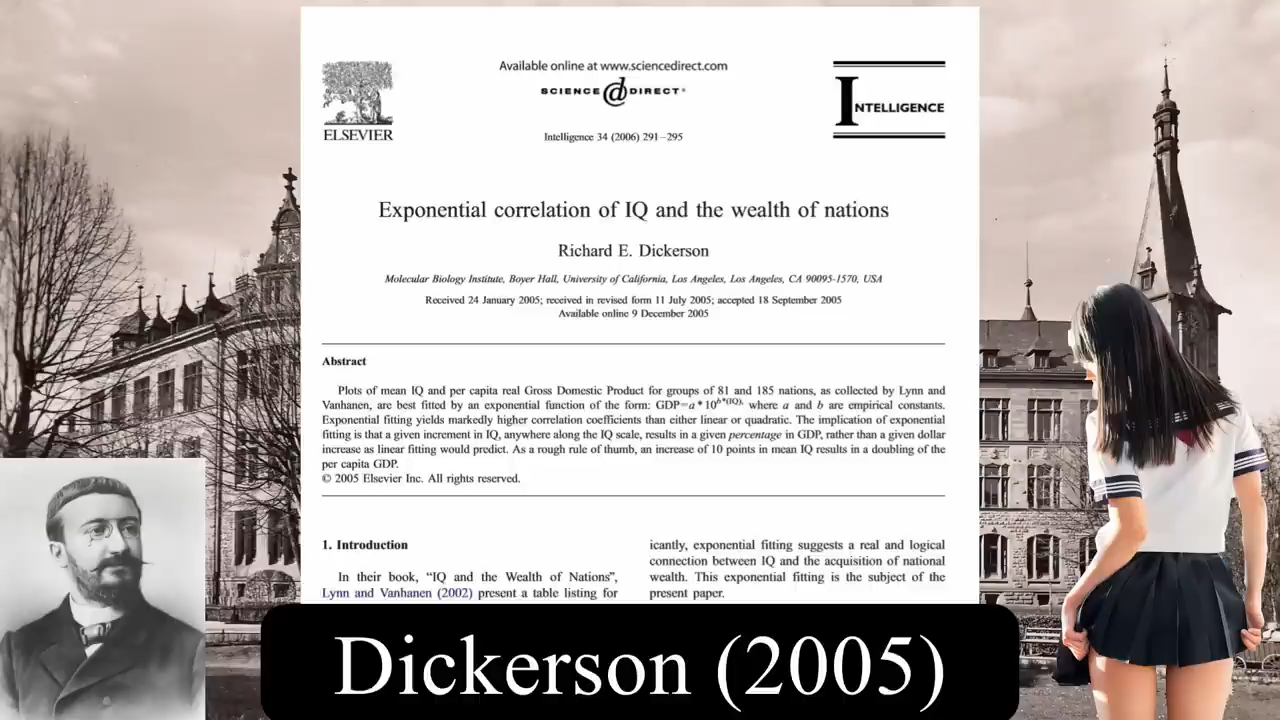 Available online at www.sciencedirect.com
SCIENCE @ DIRECT®
ELSEVIER
INTELLIGENCE
Intelligence 34 (2006) 291–295
Exponential correlation of IQ and the wealth of nations
Richard E. Dickerson
Molecular Biology Institute, Boyer Hall, University of California, Los Angeles, Los Angeles, CA 90095-1570, USA
Received 24 January 2005; received in revised form 11 July 2005; accepted 18 September 2005
Available online 9 December 2005
Abstract
Plots of mean IQ and per capita real Gross Domestic Product for groups of 81 and 185 nations, as collected by Lynn and
Vanhanen, are best fitted by an exponential function of the form: GDP=a * 10^b*(IQ), where a and b are empirical constants.
Exponential fitting yields markedly higher correlation coefficients than either linear or quadratic. The implication of exponential
fitting is that a given increment in IQ, anywhere along the IQ scale, results in a given percentage in GDP, rather than a given dollar
increase as linear fitting would predict. As a rough rule of thumb, an increase of 10 points in mean IQ results in a doubling of the
per capita GDP.
© 2005 Elsevier Inc. All rights reserved.
1. Introduction
In their book, “IQ and the Wealth of Nations”,
Lynn and Vanhanen (2002) present a table listing for
icantly, exponential fitting suggests a real and logical
connection between IQ and the acquisition of national
wealth. This exponential fitting is the subject of the
present paper.
Dickerson (2005)